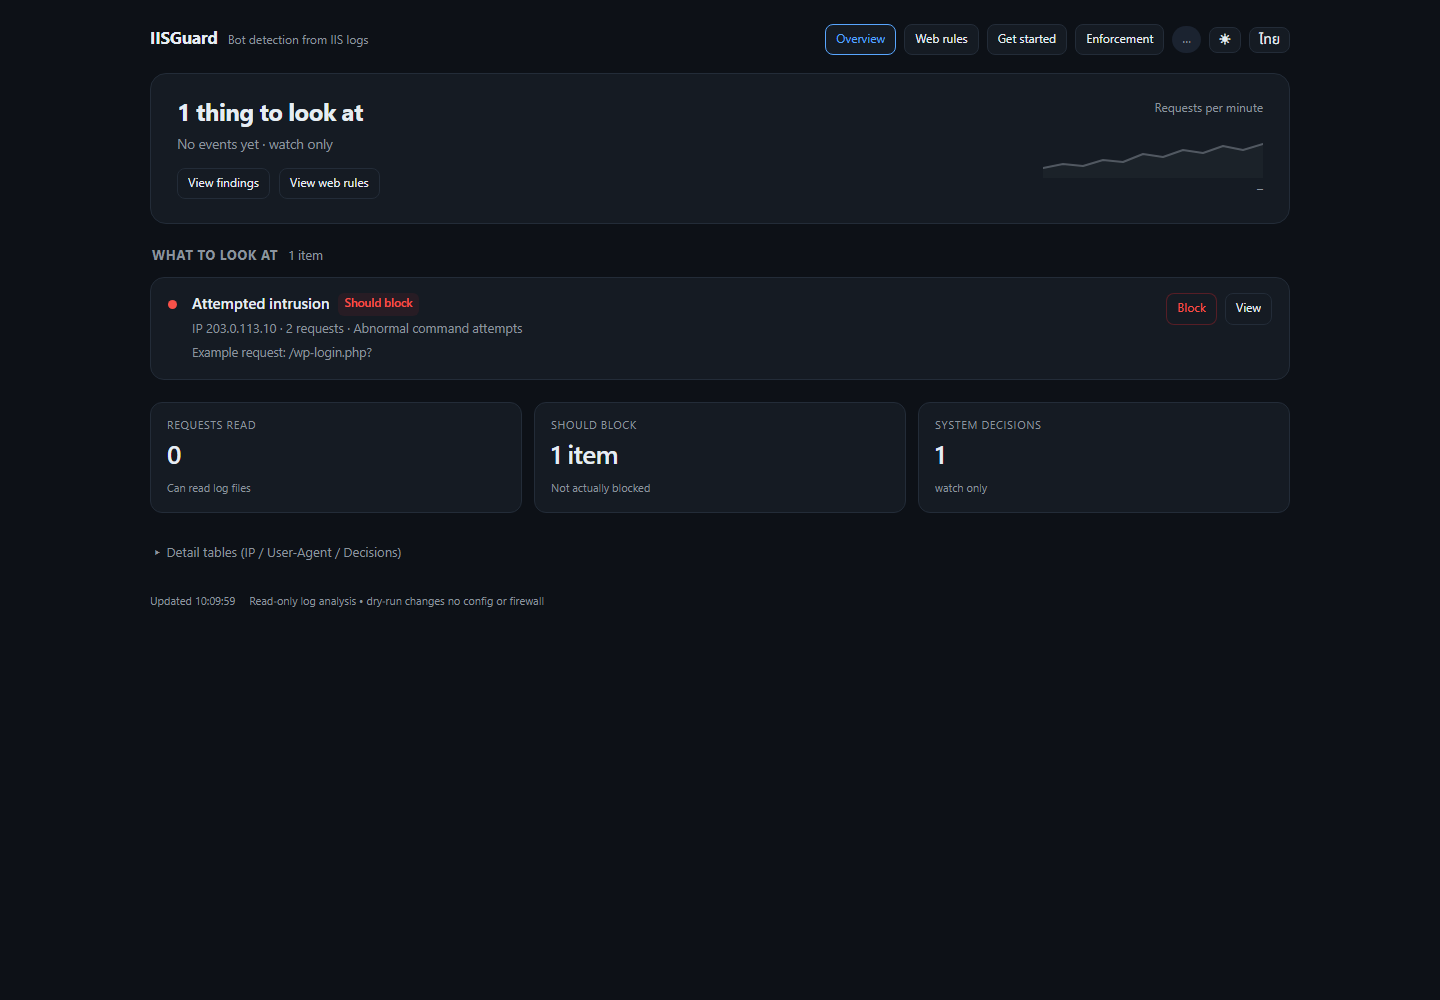 IISGuard Bot detection from IIS logs
Overview Web rules Get started Enforcement ... ไทย
1 thing to look at
No events yet · watch only
View findings View web rules
Requests per minute
–
WHAT TO LOOK AT 1 item
Attempted intrusion Should block
IP 203.0.113.10 · 2 requests · Abnormal command attempts
Example request: /wp-login.php?
Block View
REQUESTS READ
0
Can read log files
SHOULD BLOCK
1 item
Not actually blocked
SYSTEM DECISIONS
1
watch only
Detail tables (IP / User-Agent / Decisions)
Updated 10:09:59 Read-only log analysis • dry-run changes no config or firewall